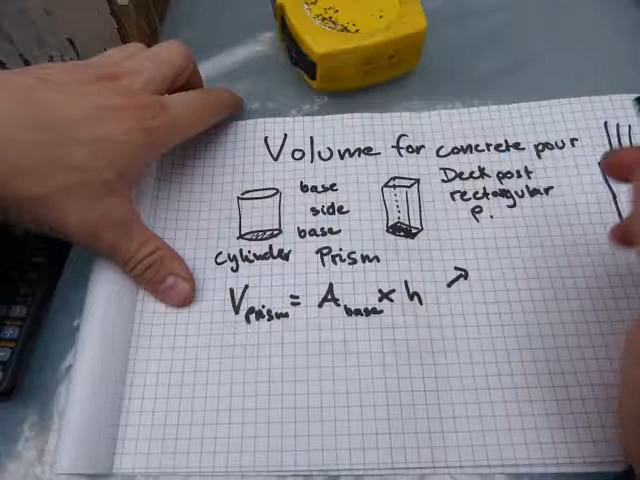 Volume for concrete pour
base
side
base
Cylinder
Prism
Deck post
rectangular
P.
V prism = A base × h →